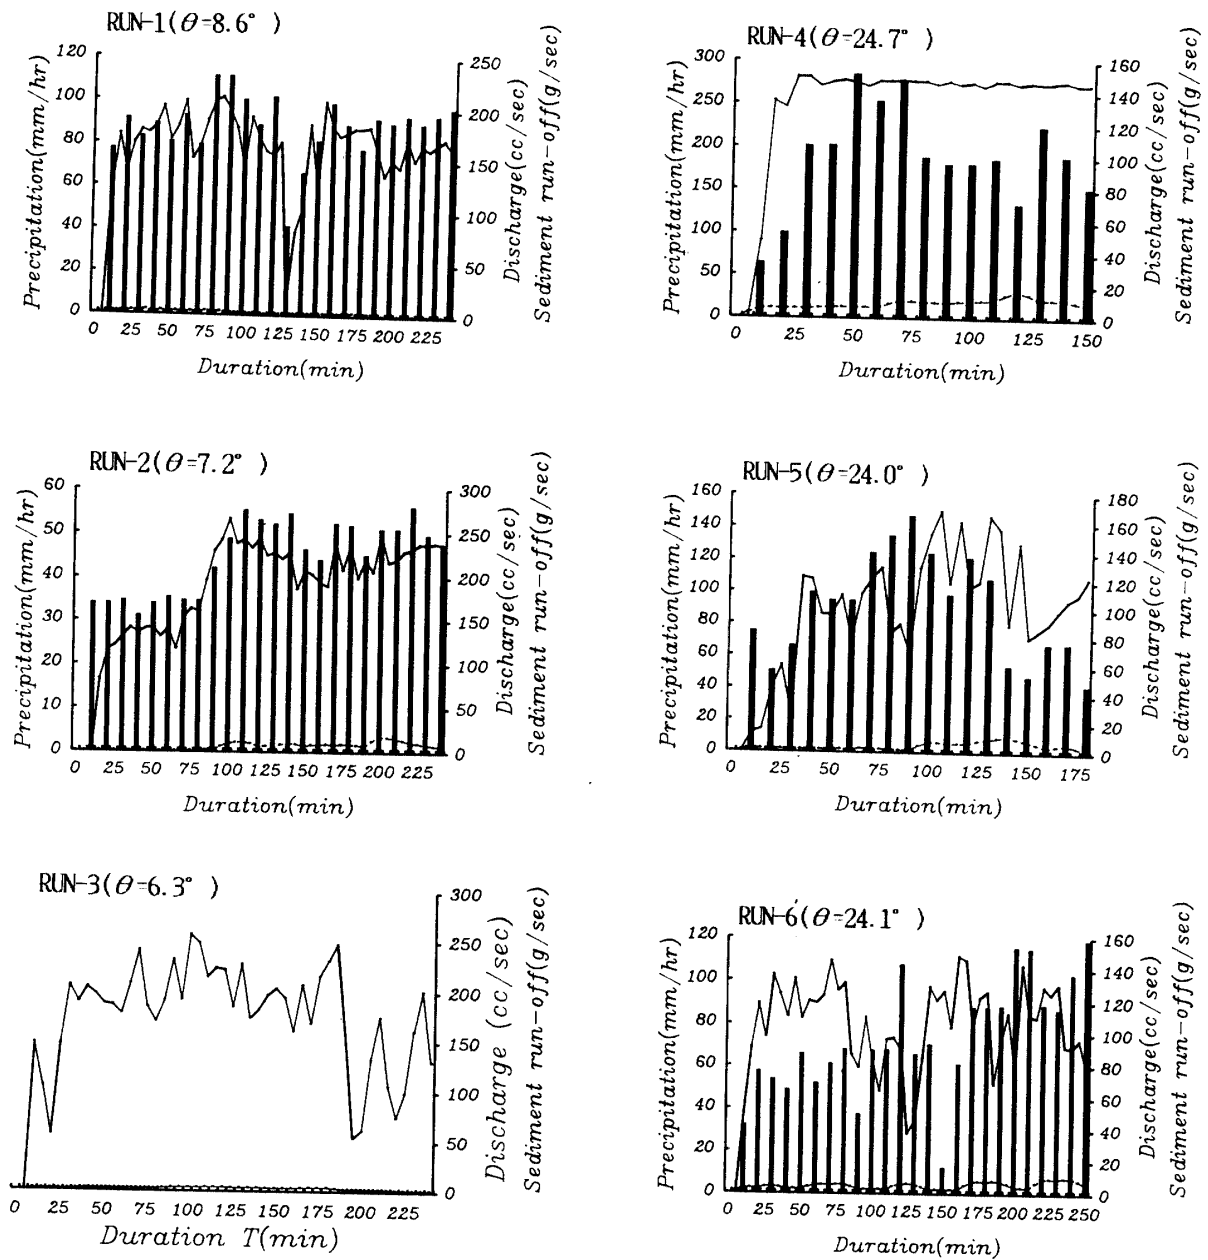 RUN-1(θ=8.6° )
Precipitation(mm/hr)
120
100
80
60
40
20
0
250
200
150
100
50
0
Discharge(cc/sec)
Sediment run-off(g/sec)
0 25 50 75 100 125 150 175 200 225
Duration(min)
RUN-4(θ=24.7° )
Precipitation(mm/hr)
300
250
200
150
100
50
0
160
140
120
100
80
60
40
20
0
Discharge(cc/sec)
Sediment run-off(g/sec)
0 25 50 75 100 125 150
Duration(min)
RUN-2(θ=7.2° )
Precipitation(mm/hr)
60
50
40
30
20
10
0
300
250
200
150
100
50
0
Discharge(cc/sec)
Sediment run-off(g/sec)
0 25 50 75 100 125 150 175 200 225
Duration(min)
RUN-5(θ=24.0° )
Precipitation(mm/hr)
160
140
120
100
80
60
40
20
0
180
160
140
120
100
80
60
40
20
0
Discharge(cc/sec)
Sediment run-off(g/sec)
0 25 50 75 100 125 150 175
Duration(min)
RUN-3(θ=6.3° )
300
250
200
150
100
50
0
Discharge (cc/sec)
Sediment run-off(g/sec)
0 25 50 75 100 125 150 175 200 225
Duration T(min)
RUN-6(θ=24.1° )
Precipitation(mm/hr)
120
100
80
60
40
20
0
160
140
120
100
80
60
40
20
0
Discharge(cc/sec)
Sediment run-off(g/sec)
0 25 50 75 100 125 150 175 200 225 250
Duration(min)